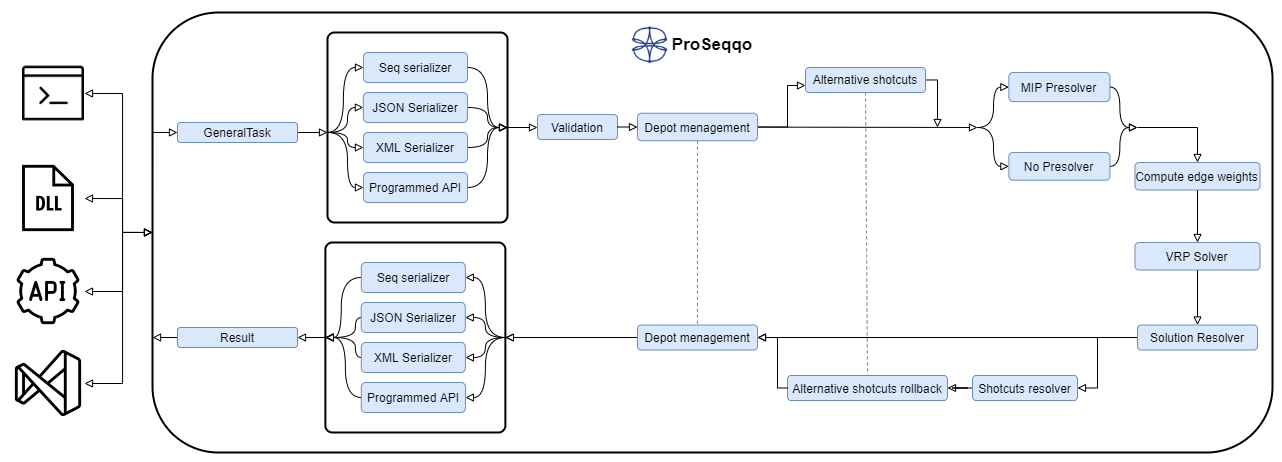 ProSeqqo
>_
DLL
API
GeneralTask
Seq serializer
JSON Serializer
XML Serializer
Programmed API
Validation
Depot menagement
Alternative shotcuts
MIP Presolver
No Presolver
Compute edge weights
VRP Solver
Solution Resolver
Shotcuts resolver
Alternative shotcuts rollback
Depot menagement
Seq serializer
JSON Serializer
XML Serializer
Programmed API
Result